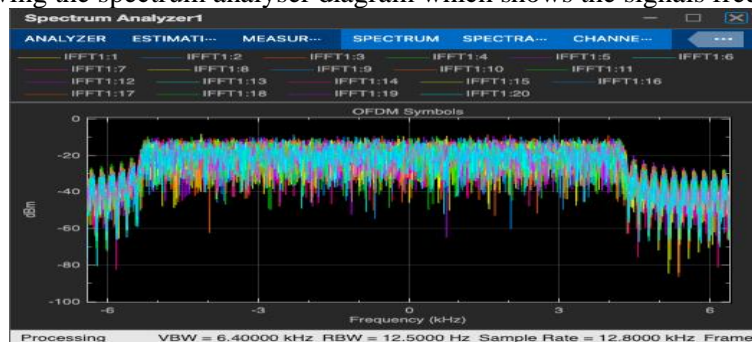 ving the spectrum analyser diagram which shows the signals fre
Spectrum Analyzer1
ANALYZER ESTIMATI··· MEASUR··· SPECTRUM SPECTRA··· CHANNE···
IFFT1:1 IFFT1:2 IFFT1:3 IFFT1:4 IFFT1:5 IFFT1:6
IFFT1:7 IFFT1:8 IFFT1:9 IFFT1:10 IFFT1:11
IFFT1:12 IFFT1:13 IFFT1:14 IFFT1:15 IFFT1:16
IFFT1:17 IFFT1:18 IFFT1:19 IFFT1:20
OFDM Symbols
0
-20
-40
dBm
-60
-80
-100
-6 -3 0 3 6
Frequency (kHz)
Processing VBW = 6.40000 kHz RBW = 12.5000 Hz Sample Rate = 12.8000 kHz Frame